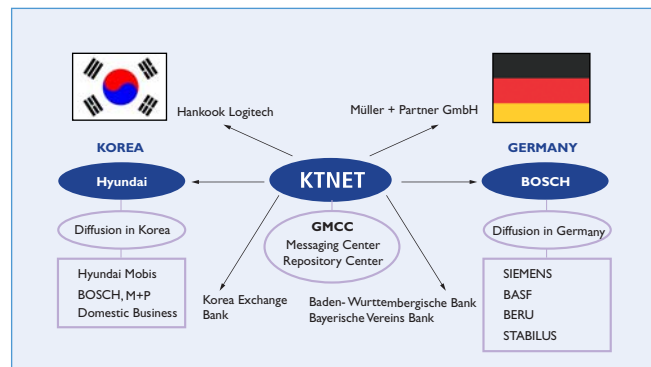 Hankook Logitech
Müller + Partner GmbH
KOREA
GERMANY
Hyundai
KTNET
BOSCH
Diffusion in Korea
GMCC
Messaging Center
Repository Center
Diffusion in Germany
Hyundai Mobis
BOSCH, M+P
Domestic Business
Korea Exchange
Bank
Baden-Wurttembergische Bank
Bayerische Vereins Bank
SIEMENS
BASF
BERU
STABILUS